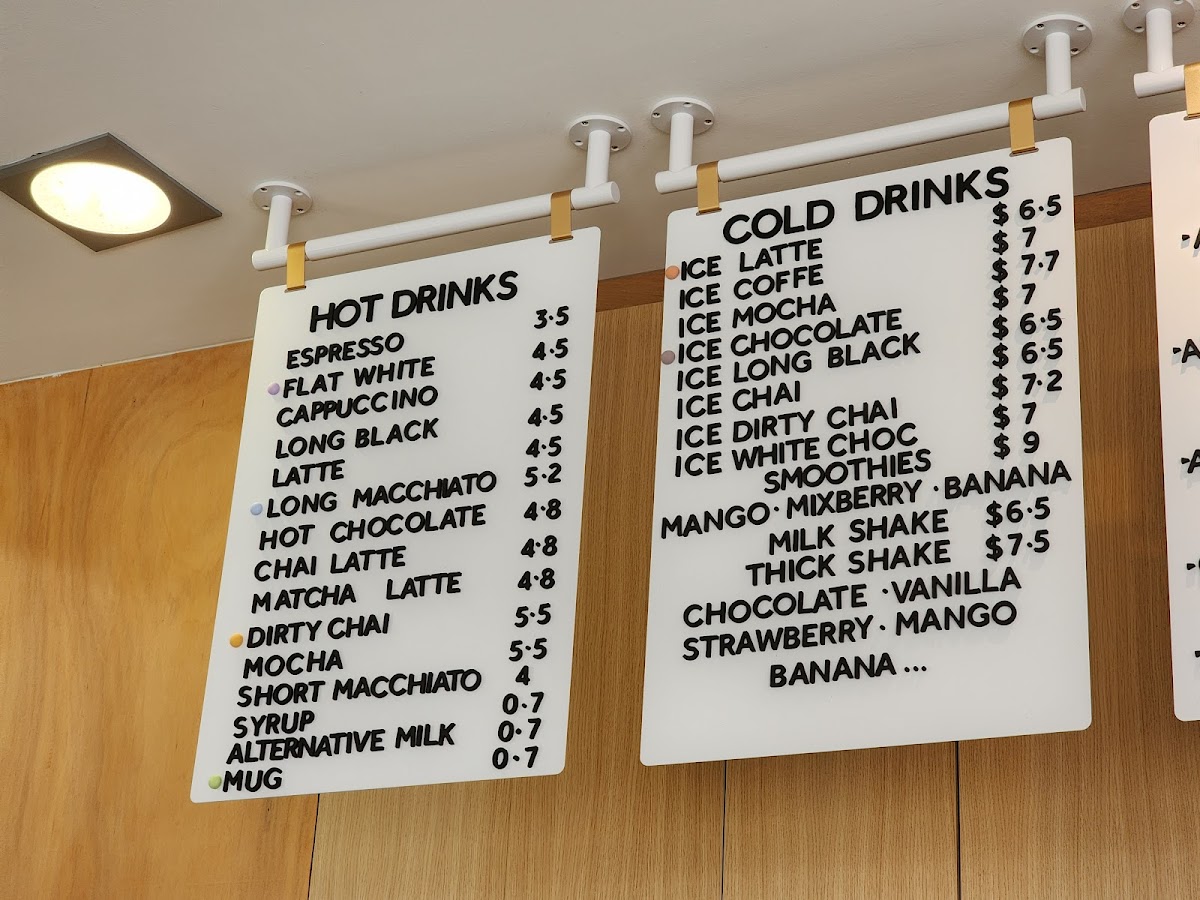 HOT DRINKS
ESPRESSO 3.5
FLAT WHITE 4.5
CAPPUCCINO 4.5
LONG BLACK 4.5
LATTE 4.5
LONG MACCHIATO 5.2
HOT CHOCOLATE 4.8
CHAI LATTE 4.8
MATCHA LATTE 4.8
DIRTY CHAI 5.5
MOCHA 5.5
SHORT MACCHIATO 4
SYRUP 0.7
ALTERNATIVE MILK 0.7
MUG 0.7
COLD DRINKS
ICE LATTE $ 6.5
ICE COFFE $ 7
ICE MOCHA $ 7.7
ICE CHOCOLATE $ 7
ICE LONG BLACK $ 6.5
ICE CHAI $ 6.5
ICE DIRTY CHAI $ 7.2
ICE WHITE CHOC $ 7
SMOOTHIES $ 9
MANGO · MIXBERRY · BANANA
MILK SHAKE $6.5
THICK SHAKE $7.5
CHOCOLATE · VANILLA
STRAWBERRY · MANGO
BANANA ...